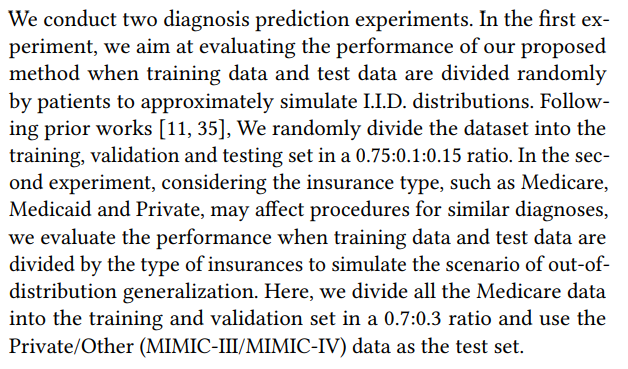 We conduct two diagnosis prediction experiments. In the first ex-
periment, we aim at evaluating the performance of our proposed
method when training data and test data are divided randomly
by patients to approximately simulate I.I.D. distributions. Follow-
ing prior works [11, 35], We randomly divide the dataset into the
training, validation and testing set in a 0.75:0.1:0.15 ratio. In the sec-
ond experiment, considering the insurance type, such as Medicare,
Medicaid and Private, may affect procedures for similar diagnoses,
we evaluate the performance when training data and test data are
divided by the type of insurances to simulate the scenario of out-of-
distribution generalization. Here, we divide all the Medicare data
into the training and validation set in a 0.7:0.3 ratio and use the
Private/Other (MIMIC-III/MIMIC-IV) data as the test set.